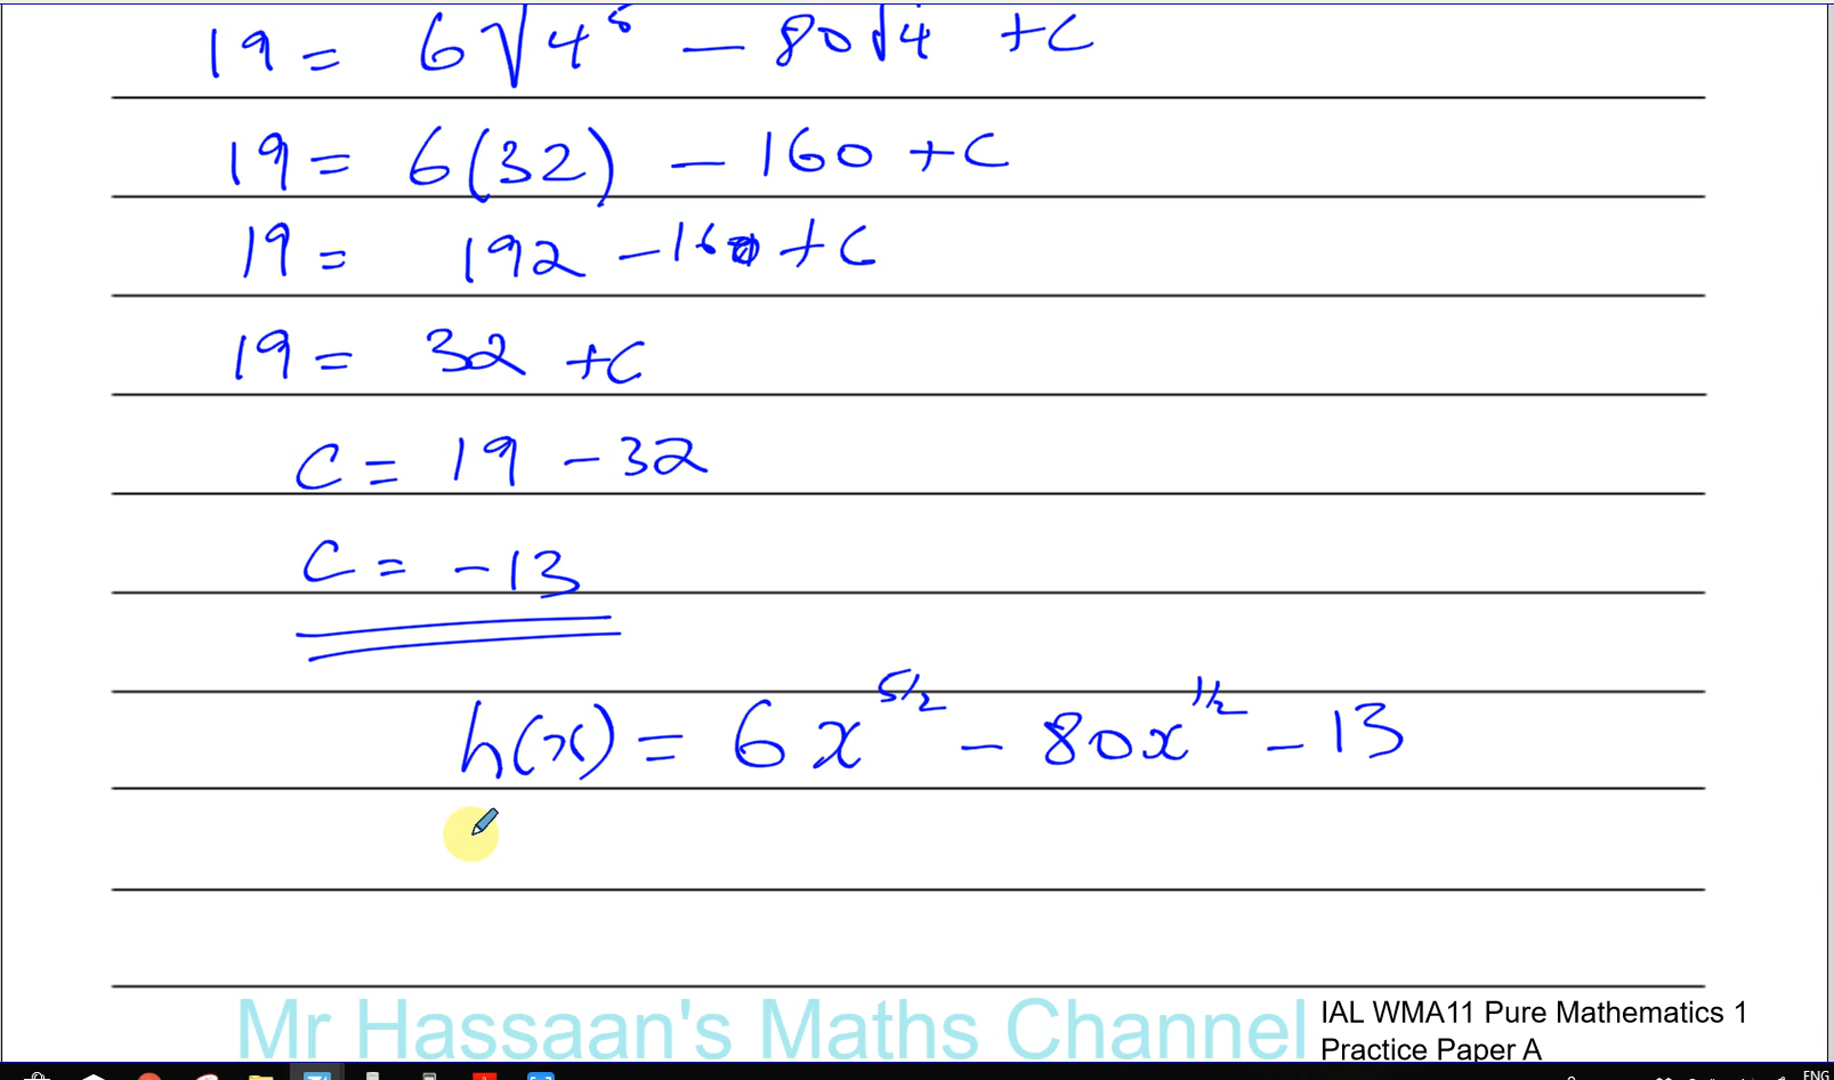 19 = 6√4⁵ − 80√4 + C
19 = 6(32) − 160 + C
19 = 192 − 160 + C
19 = 32 + C
C = 19 − 32
C = −13
h(x) = 6x^(5/2) − 80x^(1/2) − 13
Mr Hassaan's Maths Channel
IAL WMA11 Pure Mathematics 1
Practice Paper A
ENG